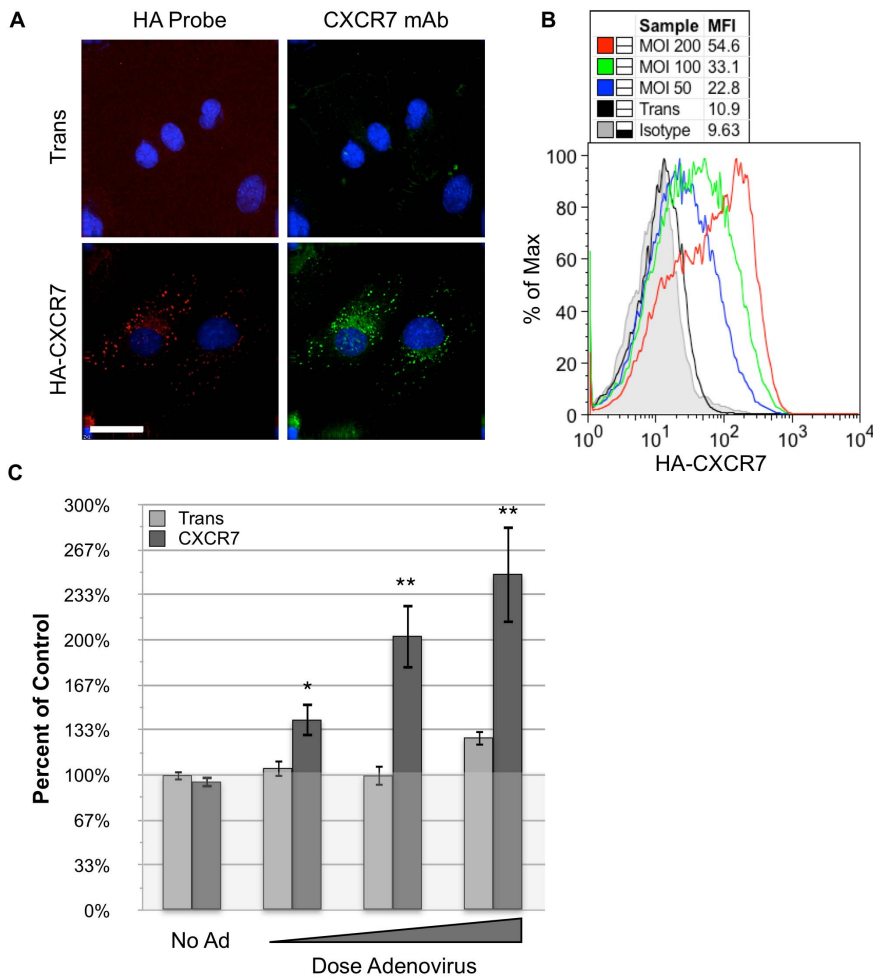 A
HA Probe
CXCR7 mAb
Trans
HA-CXCR7
B
Sample MFI
MOI 200 54.6
MOI 100 33.1
MOI 50 22.8
Trans 10.9
Isotype 9.63
100
80
60
40
20
0
% of Max
10^0 10^1 10^2 10^3 10^4
HA-CXCR7
C
300%
267%
233%
200%
167%
133%
100%
67%
33%
0%
Percent of Control
Trans
CXCR7
*
**
**
No Ad
Dose Adenovirus